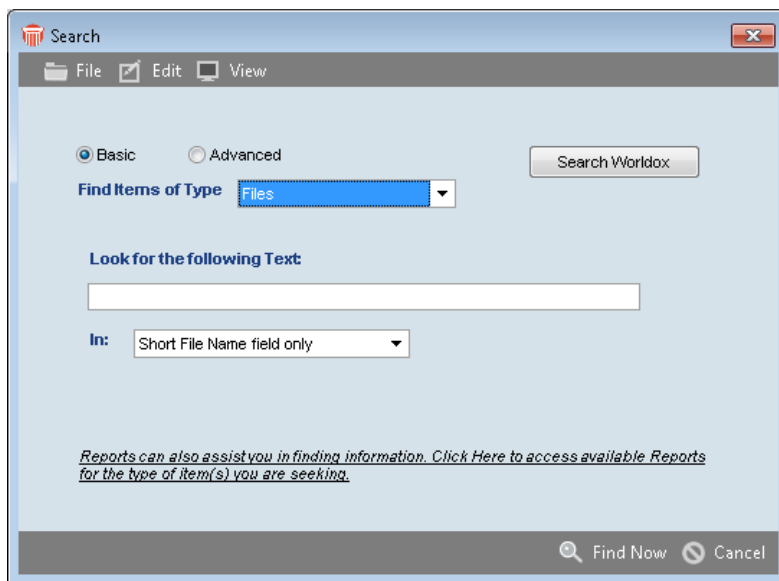 Search
File Edit View
Basic Advanced Search Worldox
Find Items of Type Files
Look for the following Text:
In: Short File Name field only
Reports can also assist you in finding information. Click Here to access available Reports
for the type of item(s) you are seeking.
Find Now Cancel